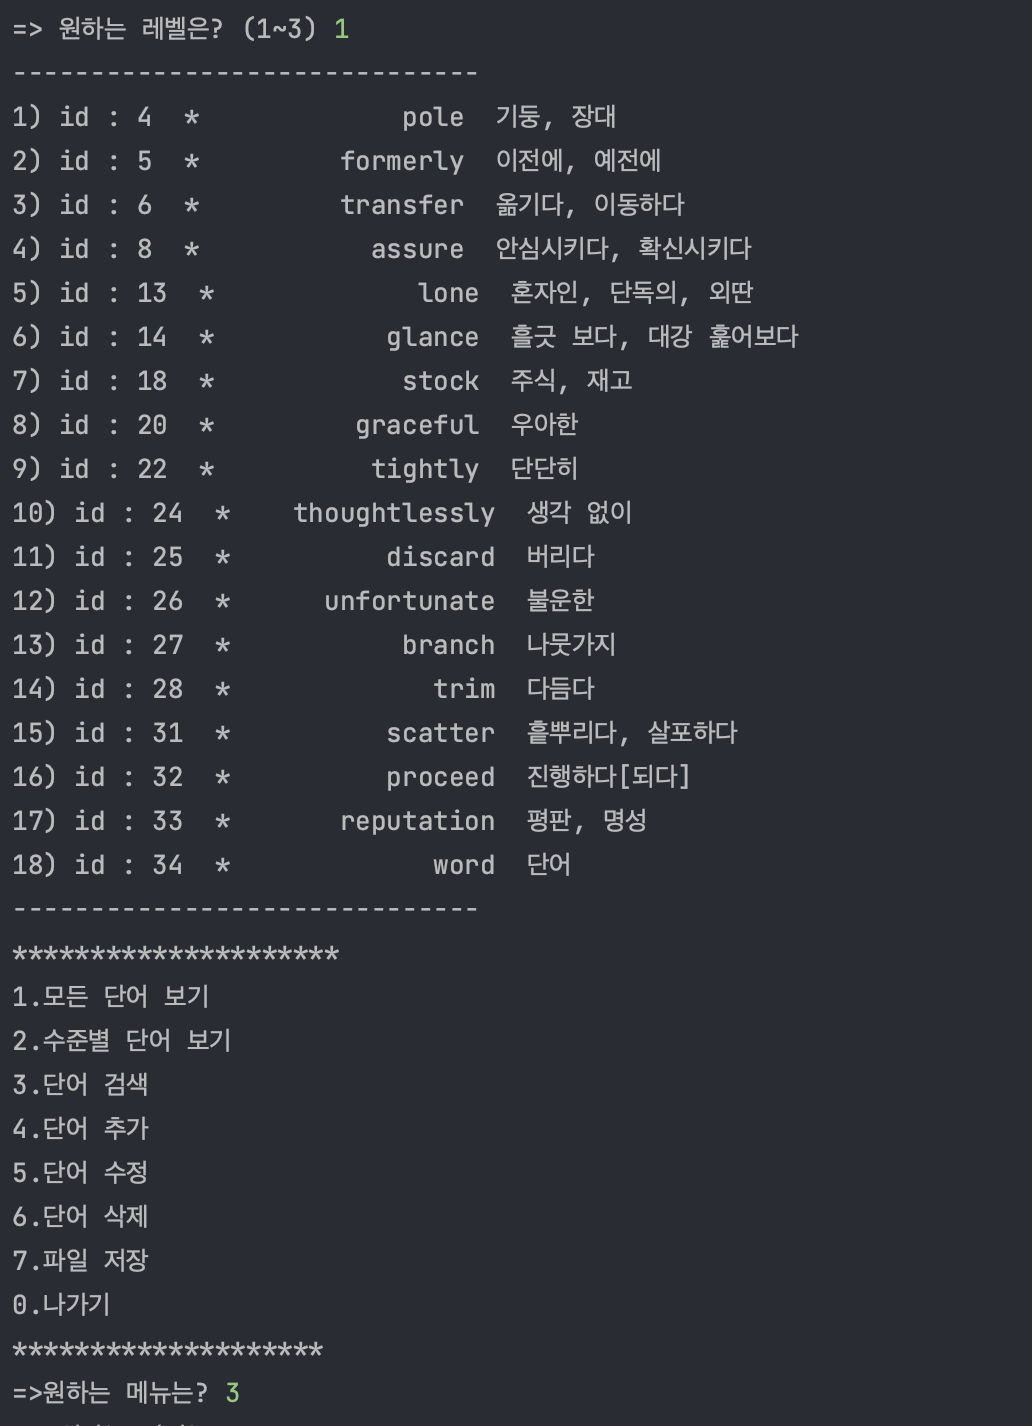 => 원하는 레벨은? (1~3) 1
------------------------------
1) id : 4  *             pole  기둥, 장대
2) id : 5  *         formerly  이전에, 예전에
3) id : 6  *         transfer  옮기다, 이동하다
4) id : 8  *           assure  안심시키다, 확신시키다
5) id : 13  *             lone  혼자인, 단독의, 외딴
6) id : 14  *           glance  흘긋 보다, 대강 훑어보다
7) id : 18  *            stock  주식, 재고
8) id : 20  *         graceful  우아한
9) id : 22  *          tightly  단단히
10) id : 24  *    thoughtlessly  생각 없이
11) id : 25  *          discard  버리다
12) id : 26  *      unfortunate  불운한
13) id : 27  *           branch  나뭇가지
14) id : 28  *             trim  다듬다
15) id : 31  *          scatter  흩뿌리다, 살포하다
16) id : 32  *          proceed  진행하다[되다]
17) id : 33  *       reputation  평판, 명성
18) id : 34  *             word  단어
------------------------------
*********************
1.모든 단어 보기
2.수준별 단어 보기
3.단어 검색
4.단어 추가
5.단어 수정
6.단어 삭제
7.파일 저장
0.나가기
********************
=>원하는 메뉴는? 3